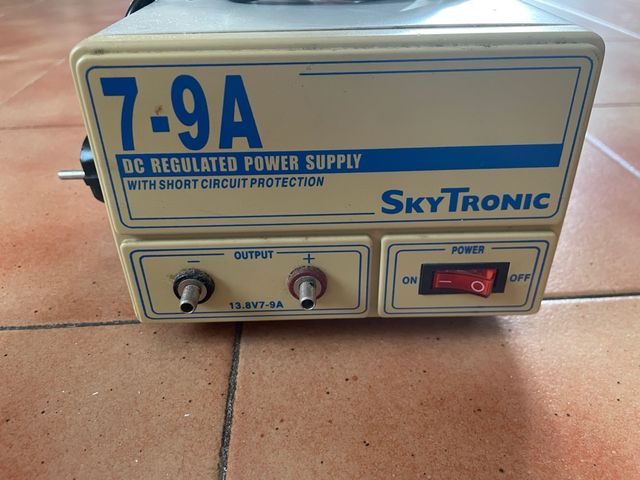 7-9A
DC REGULATED POWER SUPPLY
WITH SHORT CIRCUIT PROTECTION
SKYTRONIC
− OUTPUT +
13.8V7-9A
POWER
ON — O OFF